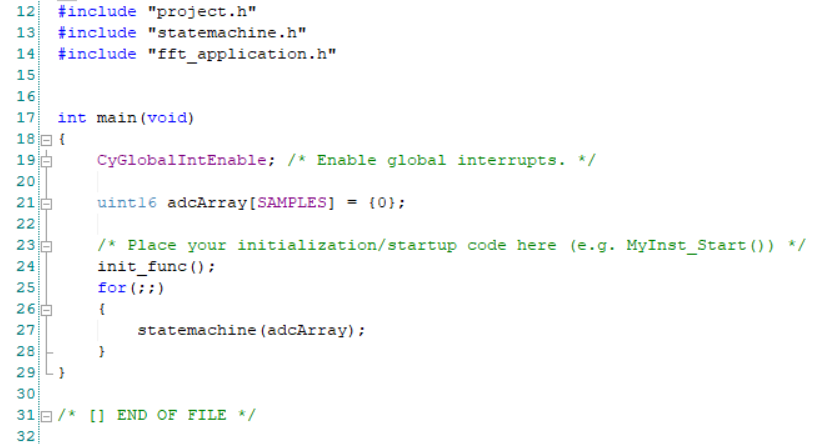 12 #include "project.h"
13 #include "statemachine.h"
14 #include "fft_application.h"
15
16
17 int main(void)
18 {
19     CyGlobalIntEnable; /* Enable global interrupts. */
20
21     uint16 adcArray[SAMPLES] = {0};
22
23     /* Place your initialization/startup code here (e.g. MyInst_Start()) */
24     init_func();
25     for(;;)
26     {
27         statemachine(adcArray);
28     }
29 }
30
31 /* [] END OF FILE */
32